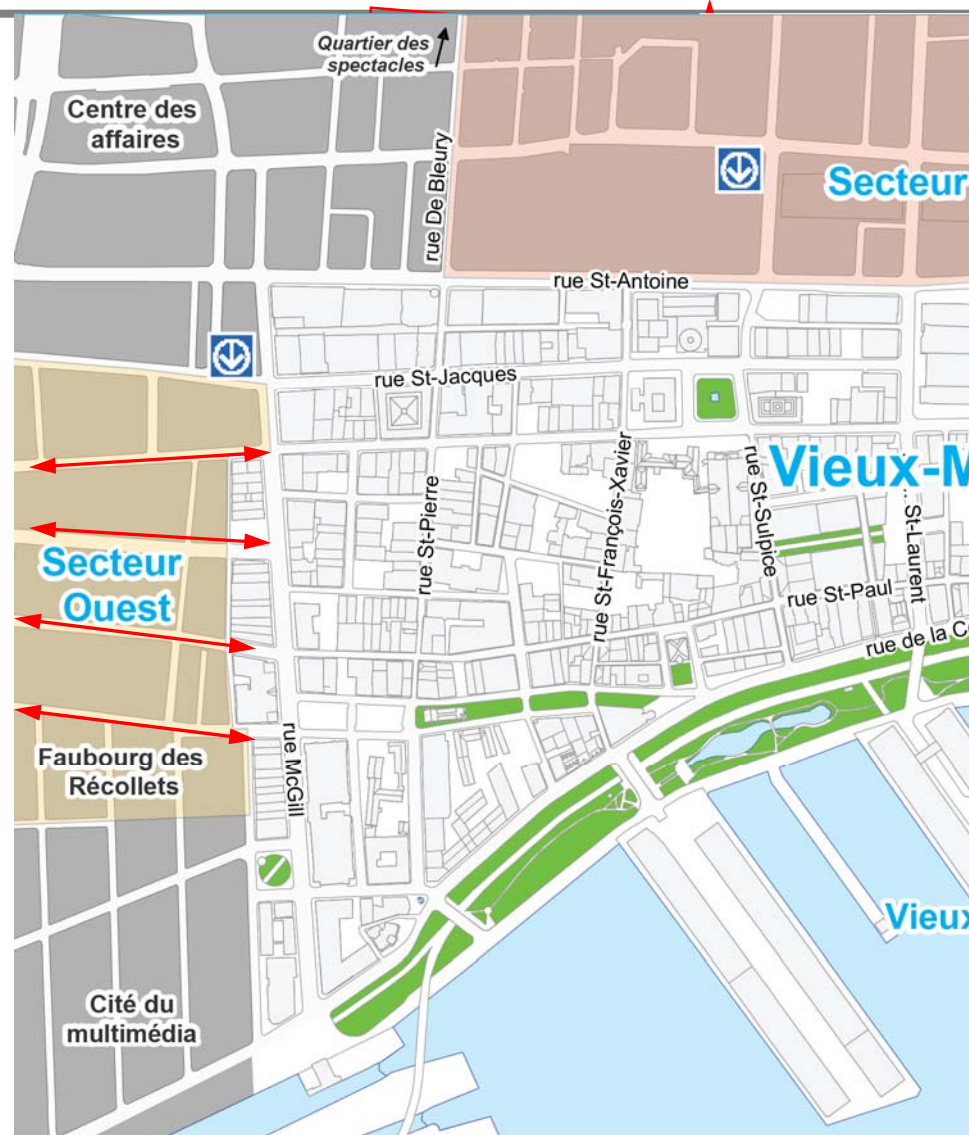 Quartier des
spectacles
Centre des
affaires
rue De Bleury
Secteur
rue St-Antoine
rue St-Jacques
Vieux-M
rue St-Pierre
rue St-François-Xavier
rue St-Sulpice
... St-Laurent
Secteur
Ouest
rue St-Paul
rue de la Co
rue McGill
Faubourg des
Récollets
Vieux
Cité du
multimédia